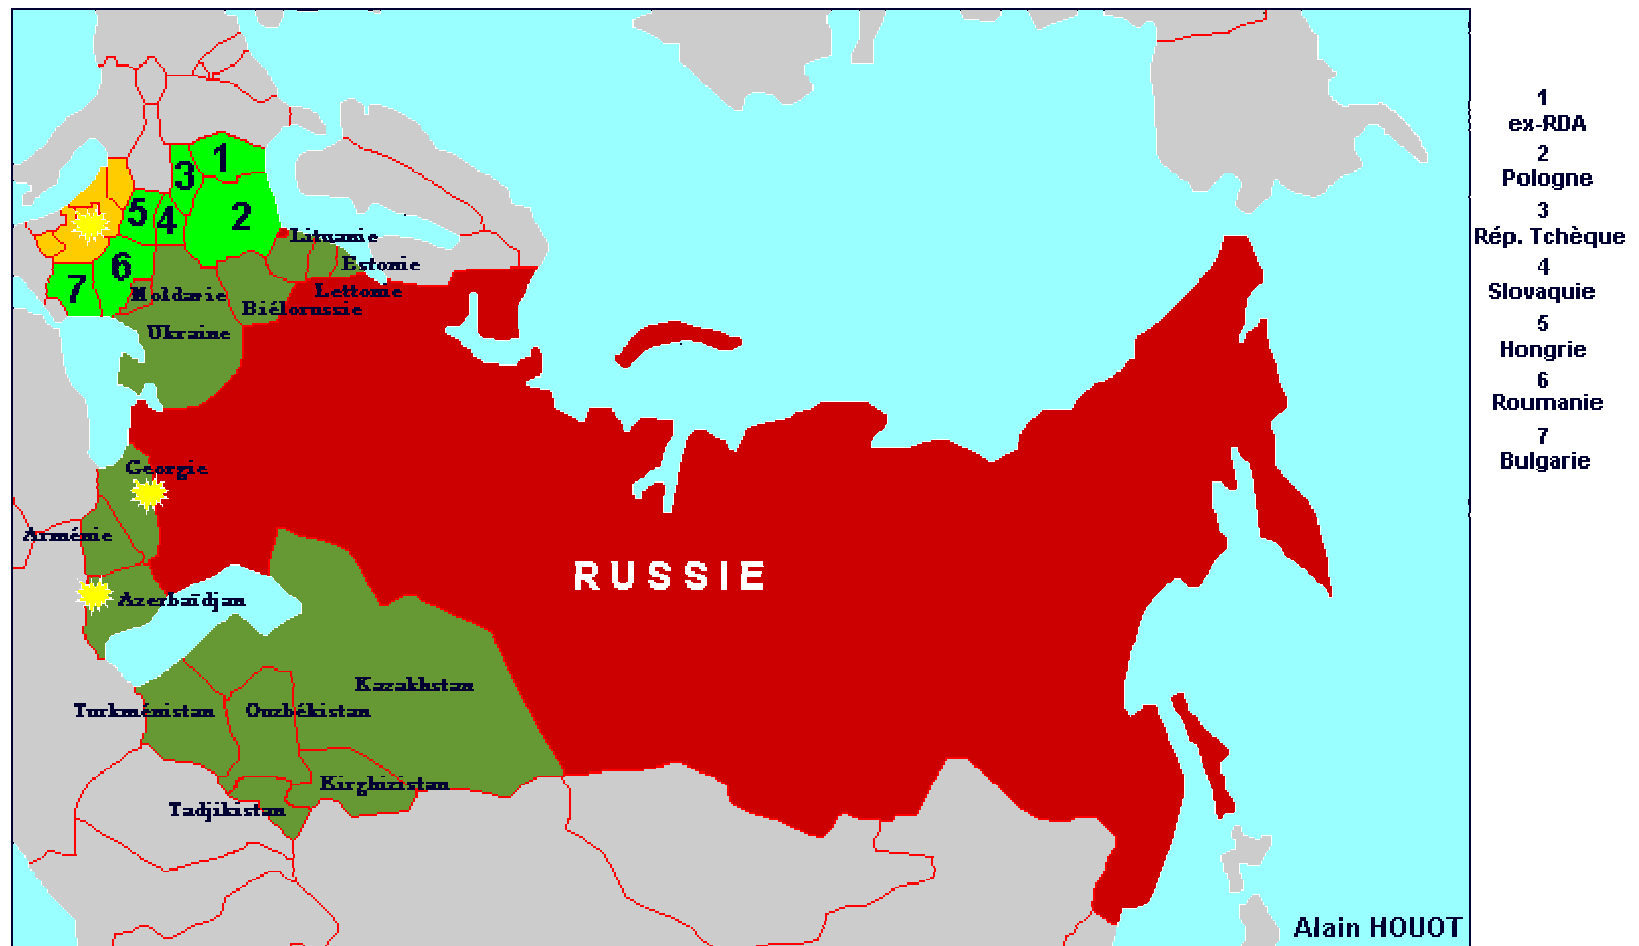 1
ex-RDA
2
Pologne
3
Rép. Tchèque
4
Slovaquie
5
Hongrie
6
Roumanie
7
Bulgarie
1
3
2
5
4
6
7
Lituanie
Estonie
Lettonie
Moldavie
Biélorussie
Ukraine
Georgie
Arménie
Azerbaïdjan
RUSSIE
Kazakhstan
Turkménistan
Ouzbékistan
Kirghizistan
Tadjikistan
Alain HOUOT